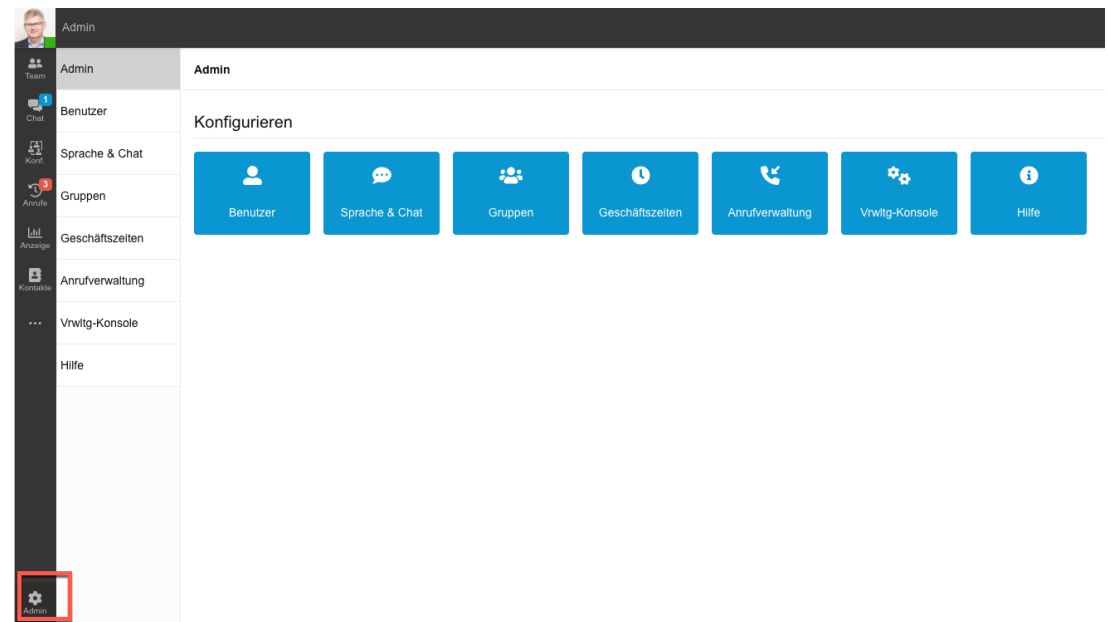 Admin
Team
Chat
1
Konf.
Anrufe
3
Anzeige
Kontakte
Admin
Admin
Benutzer
Sprache & Chat
Gruppen
Geschäftszeiten
Anrufverwaltung
Vrwltg-Konsole
Hilfe
Admin
Konfigurieren
Benutzer
Sprache & Chat
Gruppen
Geschäftszeiten
Anrufverwaltung
Vrwltg-Konsole
Hilfe